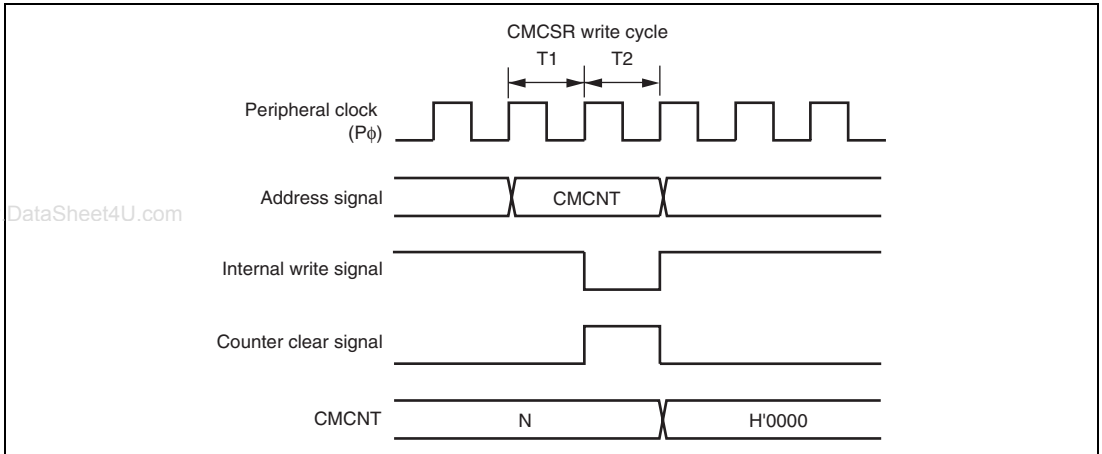 CMCSR write cycle
T1 T2
Peripheral clock
(Pφ)
Address signal CMCNT
DataSheet4U.com
Internal write signal
Counter clear signal
CMCNT N H'0000